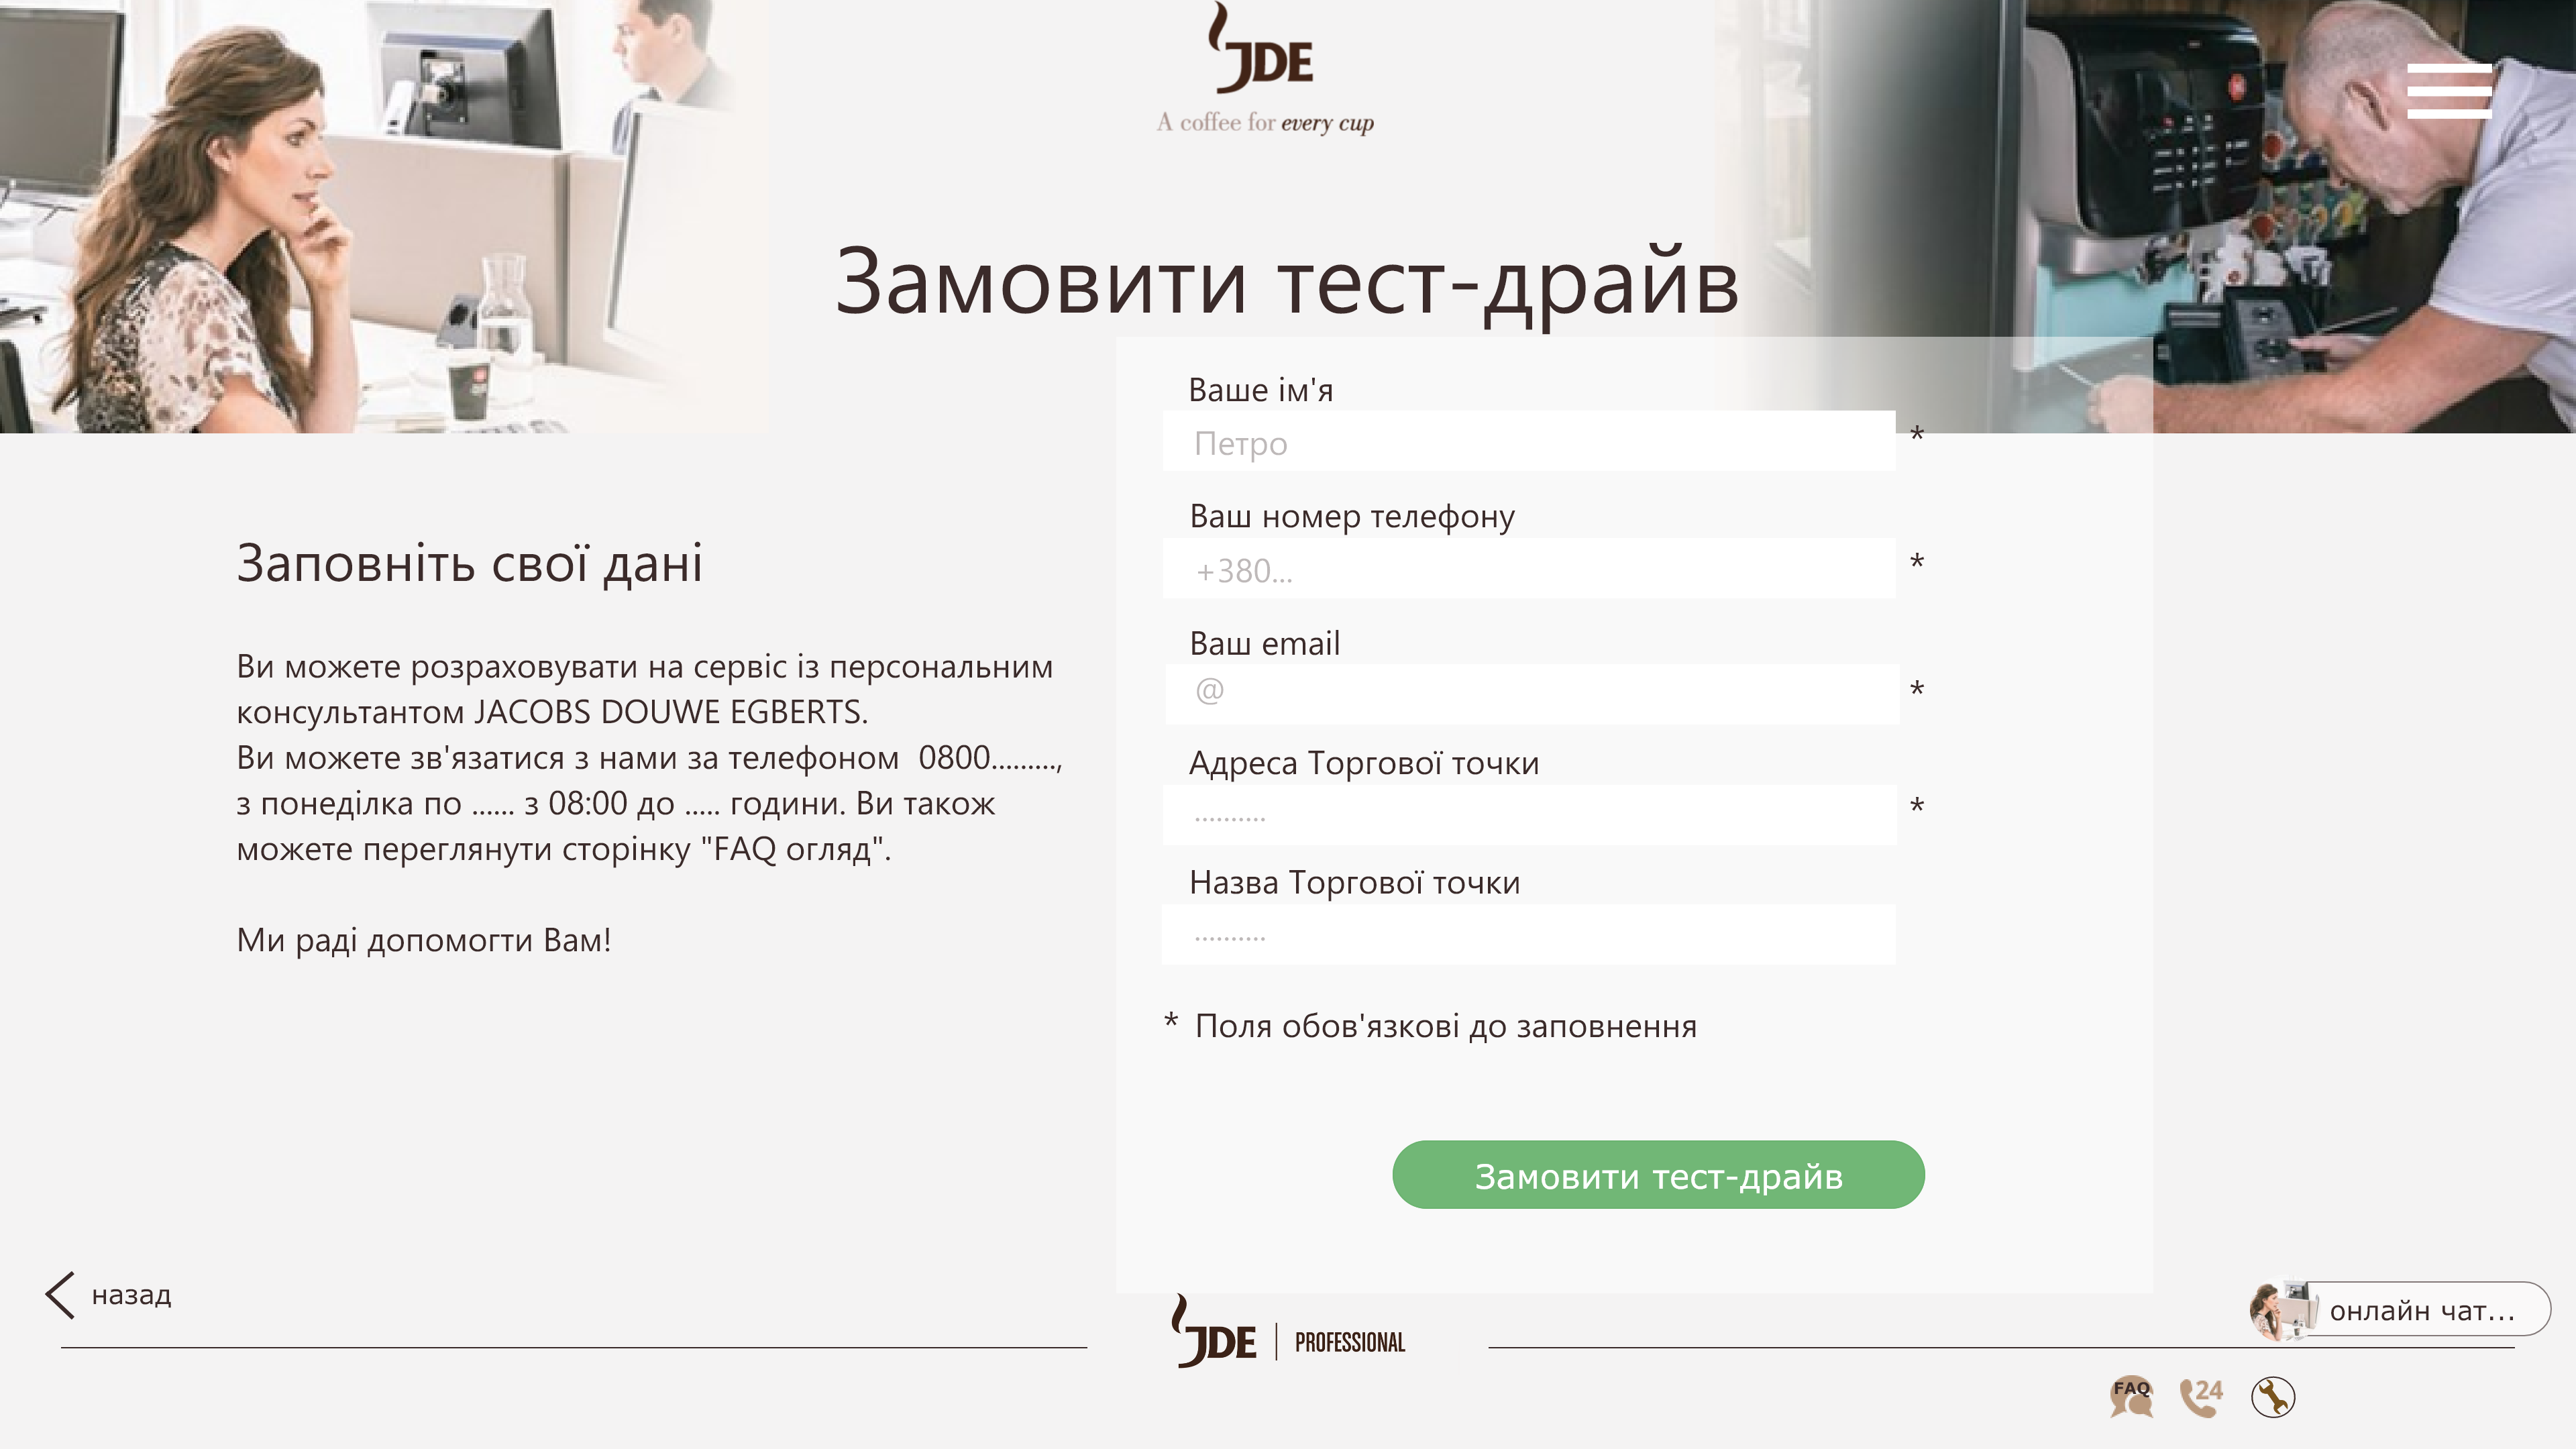 JDE
A coffee for every cup
Замовити тест-драйв
Заповніть свої дані
Ви можете розраховувати на сервіс із персональним
консультантом JACOBS DOUWE EGBERTS.
Ви можете зв'язатися з нами за телефоном  0800.........,
з понеділка по ...... з 08:00 до ..... години. Ви також
можете переглянути сторінку "FAQ огляд".
Ми раді допомогти Вам!
Ваше ім'я
Петро *
Ваш номер телефону
+380... *
Ваш email
@ *
Адреса Торгової точки
.......... *
Назва Торгової точки
..........
* Поля обов'язкові до заповнення
Замовити тест-драйв
назад
онлайн чат...
JDE | PROFESSIONAL
FAQ 24